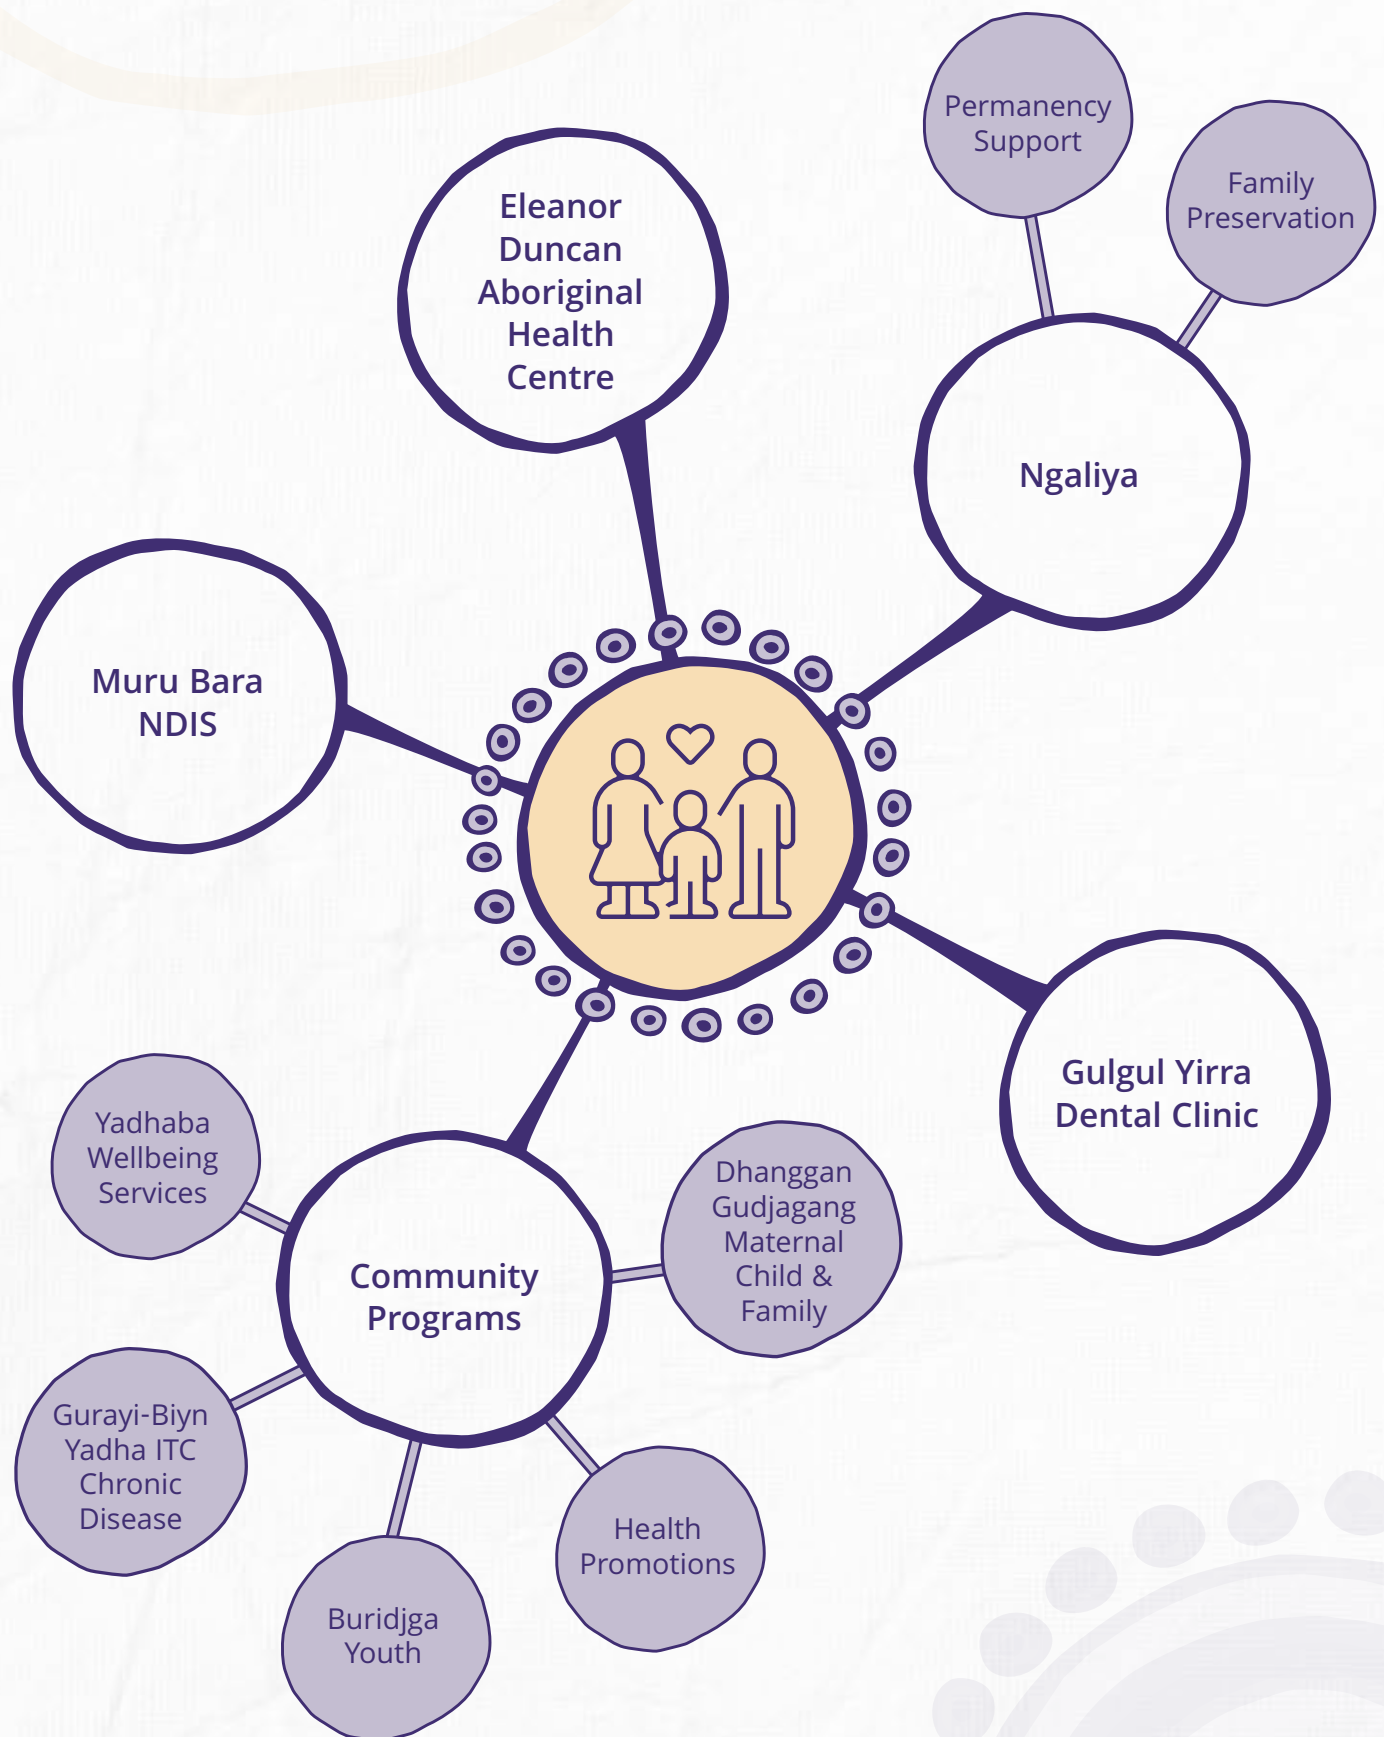 Permanency
Support
Family
Preservation
Eleanor
Duncan
Aboriginal
Health
Centre
Ngaliya
Muru Bara
NDIS
Gulgul Yirra
Dental Clinic
Yadhaba
Wellbeing
Services
Dhanggan
Gudjagang
Maternal
Child &
Family
Community
Programs
Gurayi-Biyn
Yadha ITC
Chronic
Disease
Health
Promotions
Buridjga
Youth